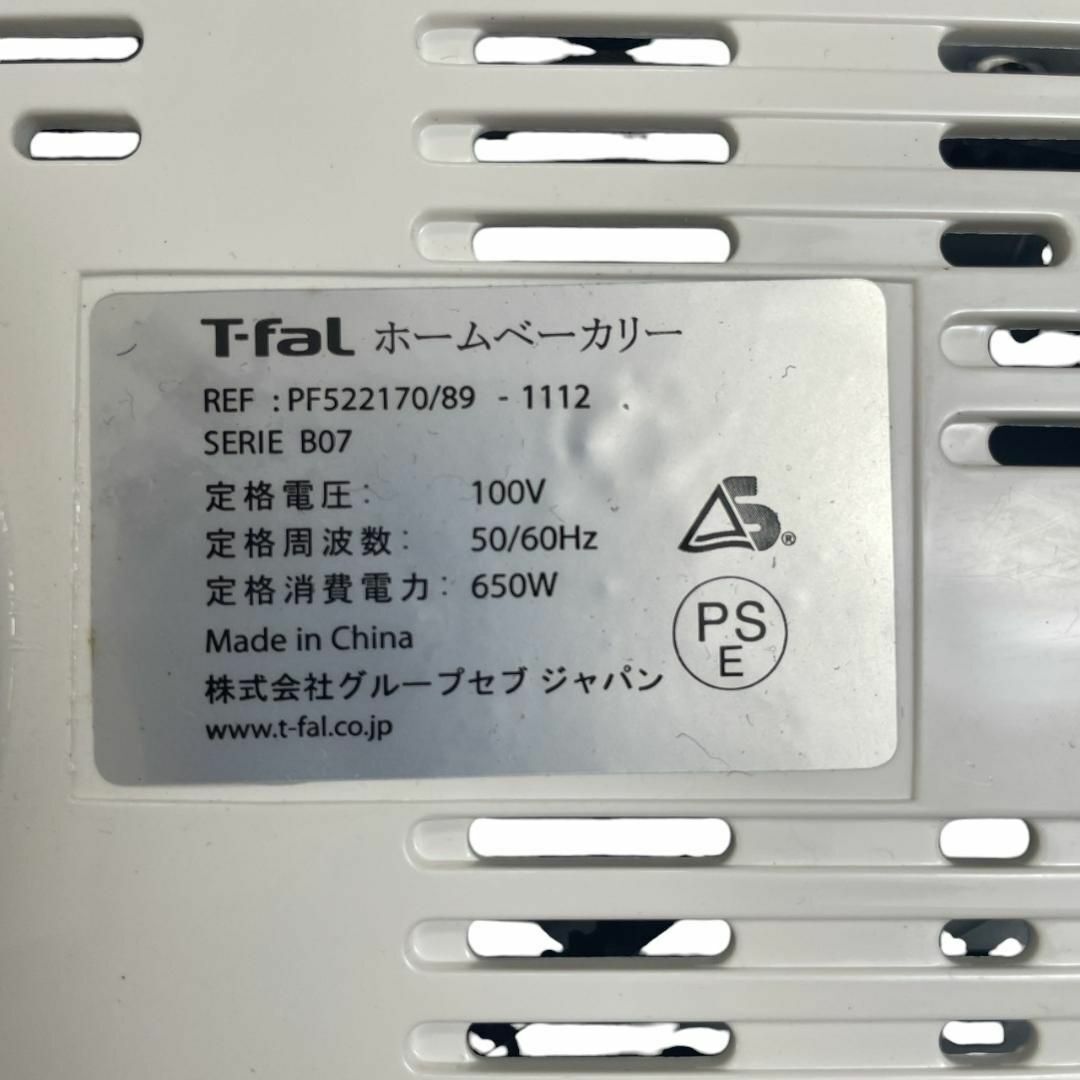 T-fal ホームベーカリー
REF : PF522170/89 - 1112
SERIE B07
定格電圧: 100V
定格周波数: 50/60Hz
定格消費電力: 650W
Made in China
株式会社グループセブ ジャパン
www.t-fal.co.jp
S®
PS
E